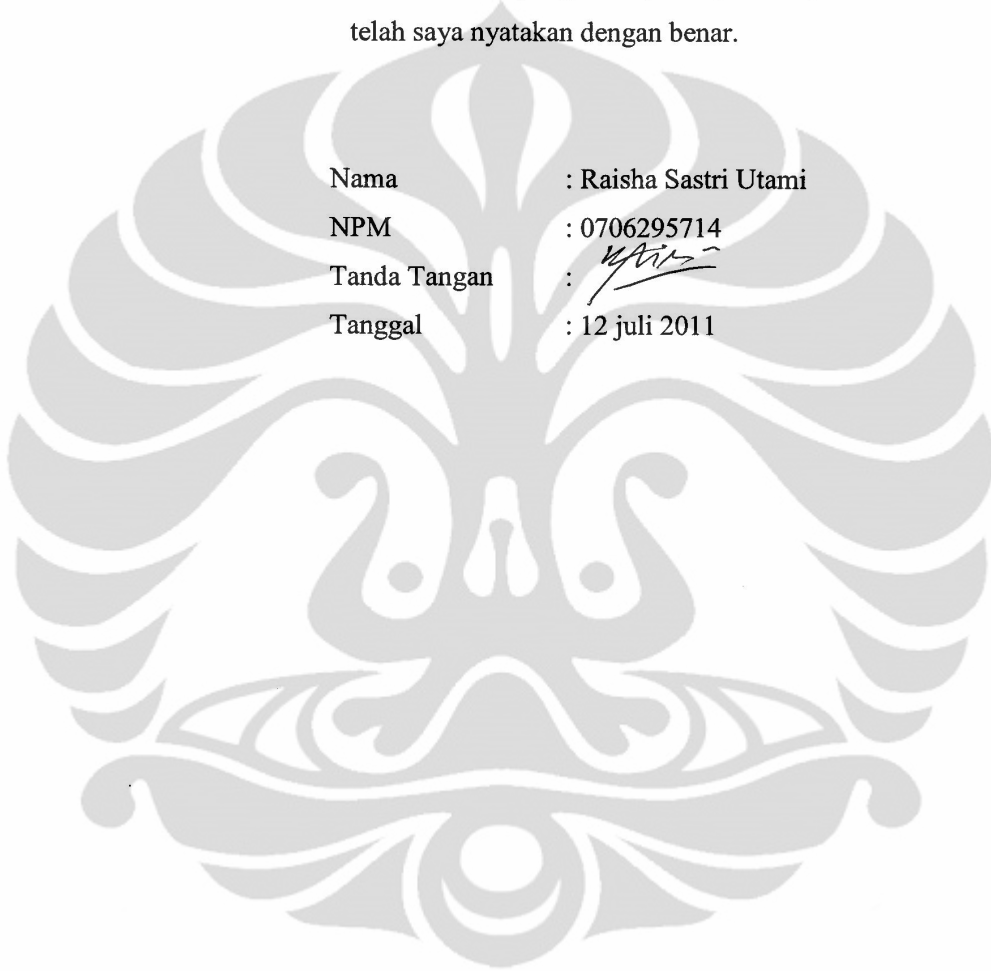 telah saya nyatakan dengan benar.
Nama : Raisha Sastri Utami
NPM : 0706295714
Tanda Tangan :
Tanggal : 12 juli 2011